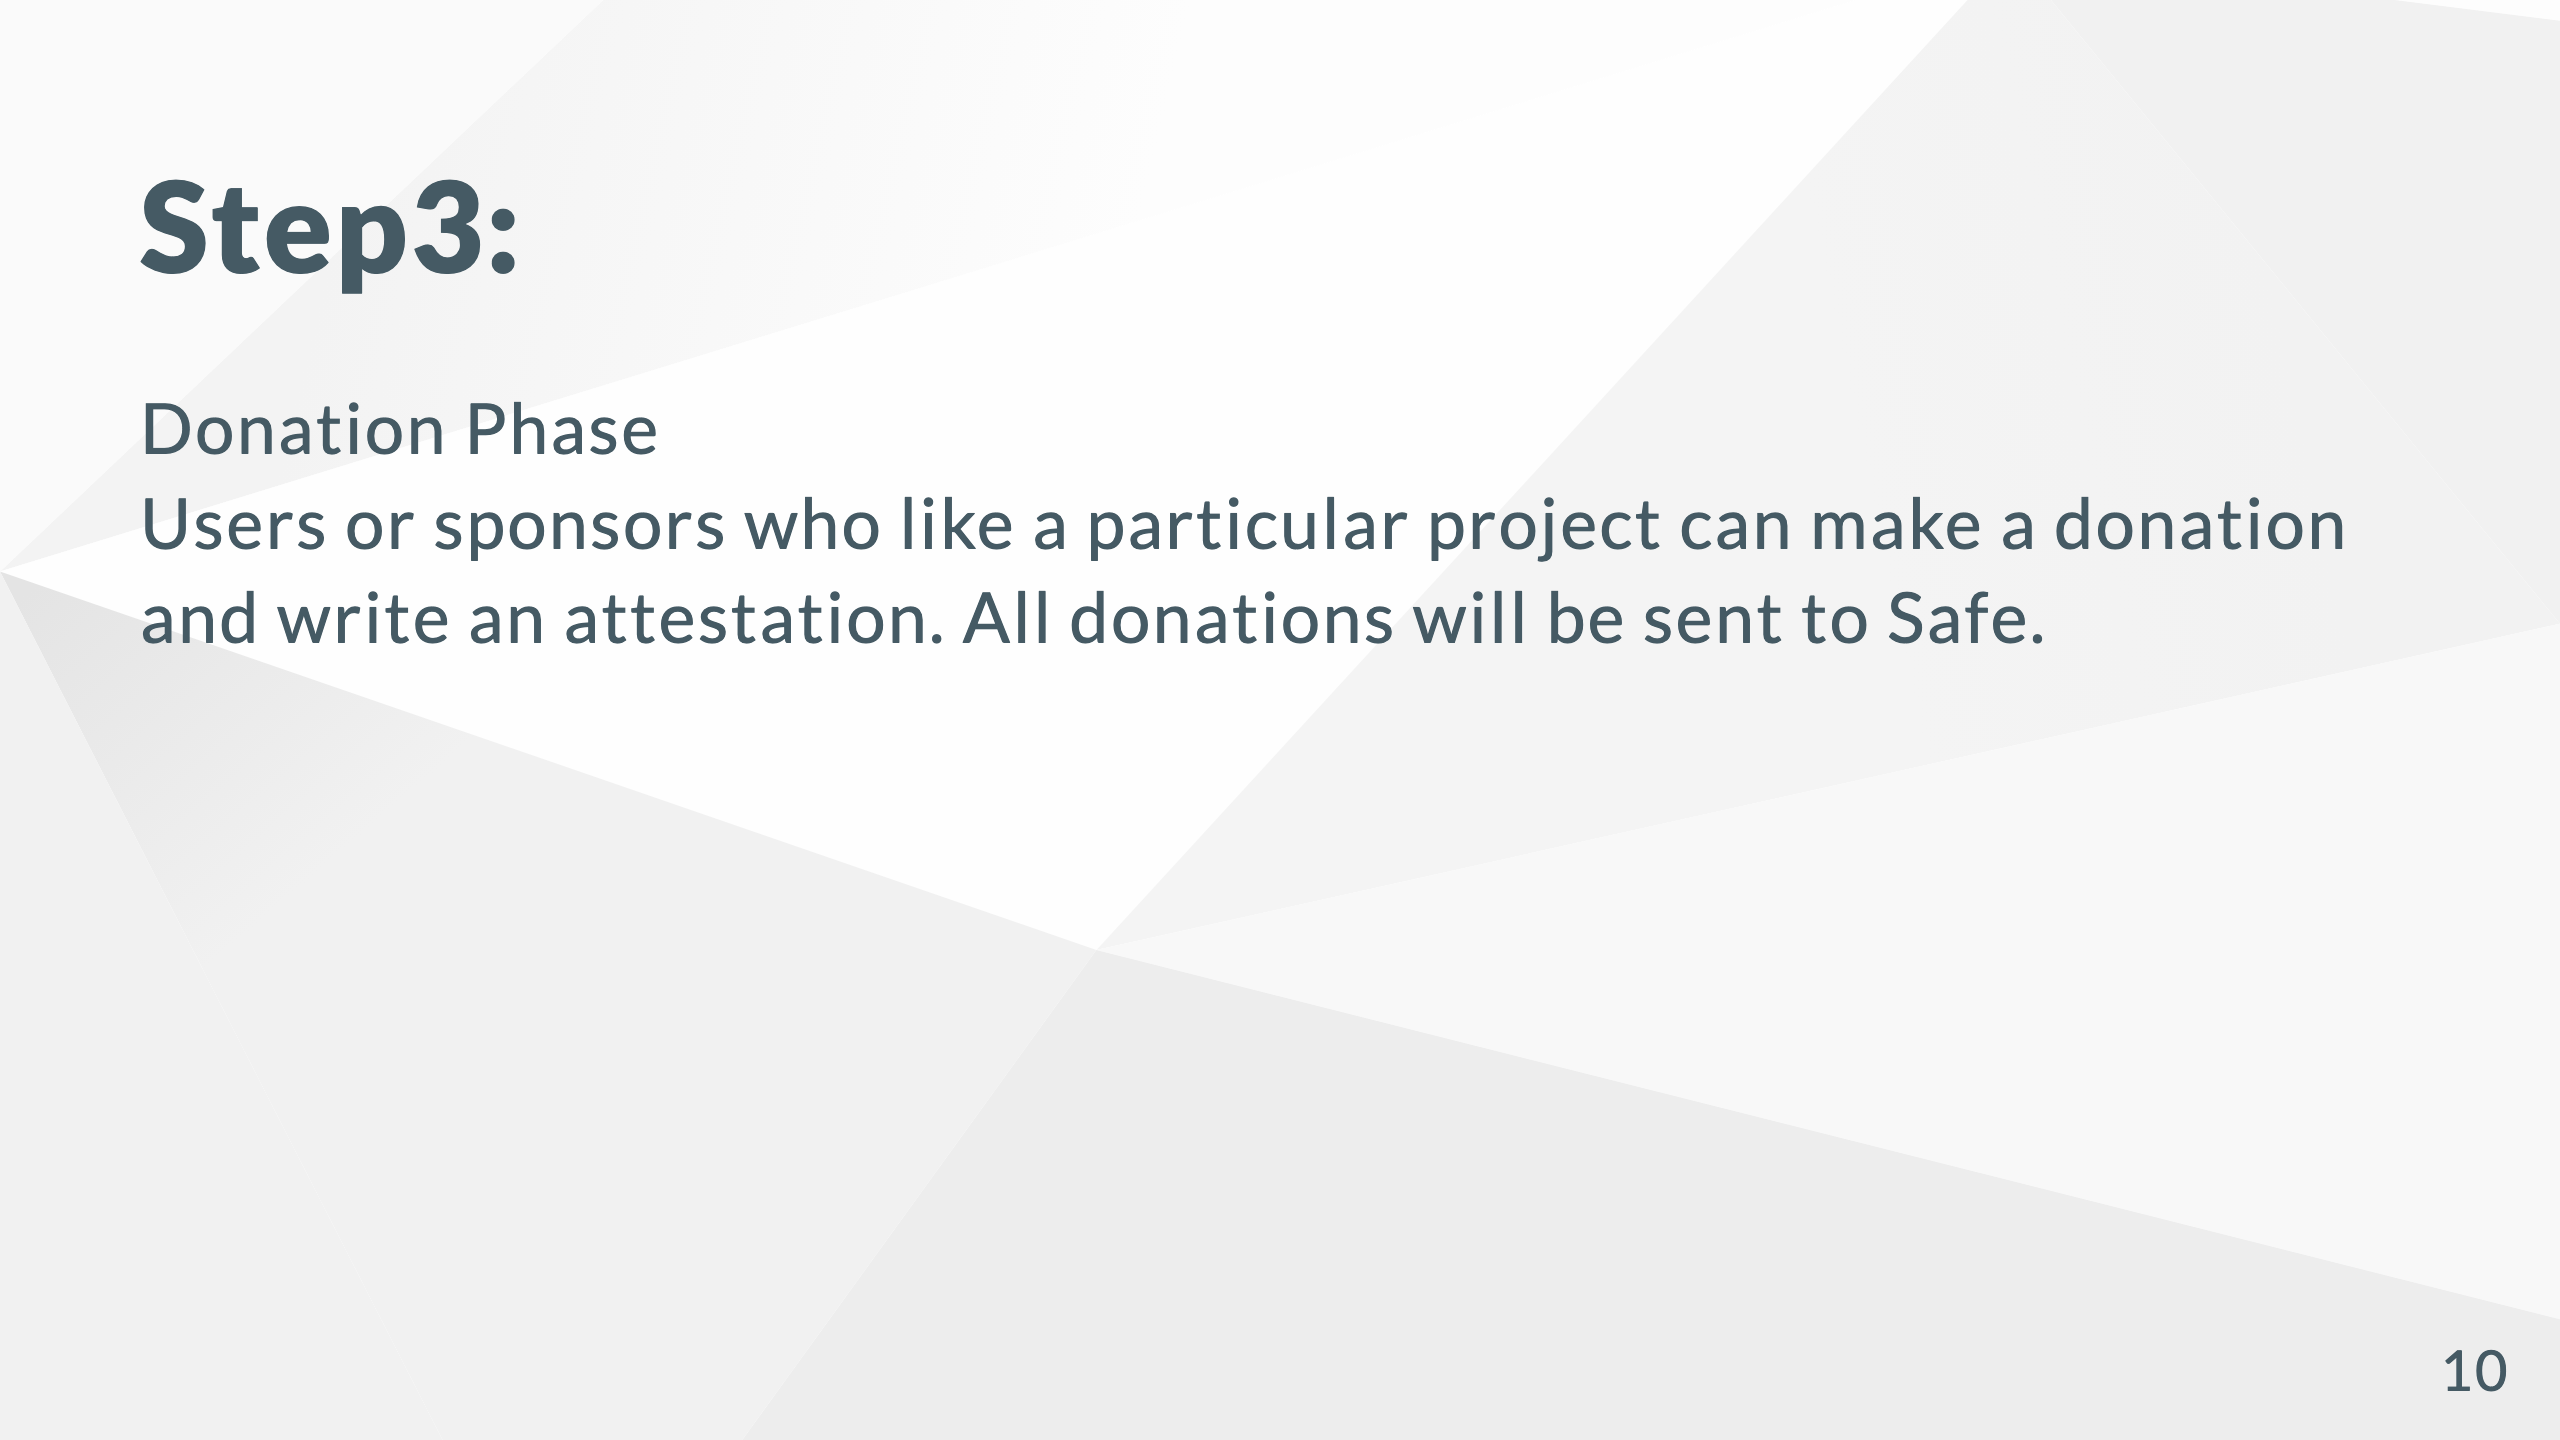 Step3:
Donation Phase
Users or sponsors who like a particular project can make a donation
and write an attestation. All donations will be sent to Safe.
10